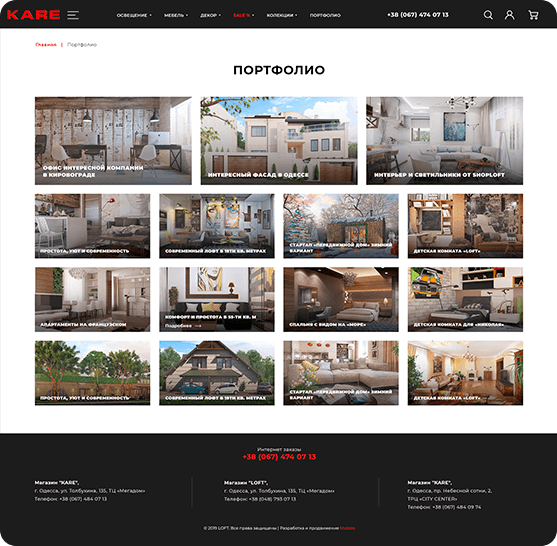 KARE
ОСВЕЩЕНИЕ МЕБЕЛЬ ДЕКОР SALE % КОЛЕКЦИИ ПОРТФОЛИО +38 (067) 474 07 13
Главная | Портфолио
ПОРТФОЛИО
ОФИС ИНТЕРЕСНОЙ КОМПАНИИ
В КИРОВОГРАДЕ
ИНТЕРЕСНЫЙ ФАСАД В ОДЕССЕ
ИНТЕРЬЕР И СВЕТИЛЬНИКИ ОТ SHOPLOFT
ПРОСТОТА, УЮТ И СОВРЕМЕННОСТЬ
СОВРЕМЕННЫЙ ЛОФТ В 19ТИ КВ. МЕТРАХ
СТАРТАП «ПЕРЕДВИЖНОЙ ДОМ» ЗИМНИЙ
ВАРИАНТ
ДЕТСКАЯ КОМНАТА «LOFT»
АПАРТАМЕНТЫ НА ФРАНЦУЗСКОМ
КОМФОРТ И ПРОСТОТА В 55-ТИ КВ. М
Подробнее
СПАЛЬНЯ С ВИДОМ НА «МОРЕ»
ДЕТСКАЯ КОМНАТА ДЛЯ «НИКОЛАЯ»
ПРОСТОТА, УЮТ И СОВРЕМЕННОСТЬ
СОВРЕМЕННЫЙ ЛОФТ В 19ТИ КВ. МЕТРАХ
СТАРТАП «ПЕРЕДВИЖНОЙ ДОМ» ЗИМНИЙ
ВАРИАНТ
ДЕТСКАЯ КОМНАТА «LOFT»
Интернет заказы
+38 (067) 474 07 13
Магазин "KARE",
г. Одесса, ул. Толбухина, 135, ТЦ «Мегадом»
Телефон: +38 (067) 484 07 13
Магазин "LOFT",
г. Одесса, ул. Толбухина, 135, ТЦ «Мегадом»
Телефон: +38 (048) 793 07 13
Магазин "KARE",
г. Одесса, пр. Небесной сотни, 2,
ТРЦ «CITY CENTER»
Телефон: +38 (067) 484 09 74
© 2019 LOFT. Все права защищены | Разработка и продвижение